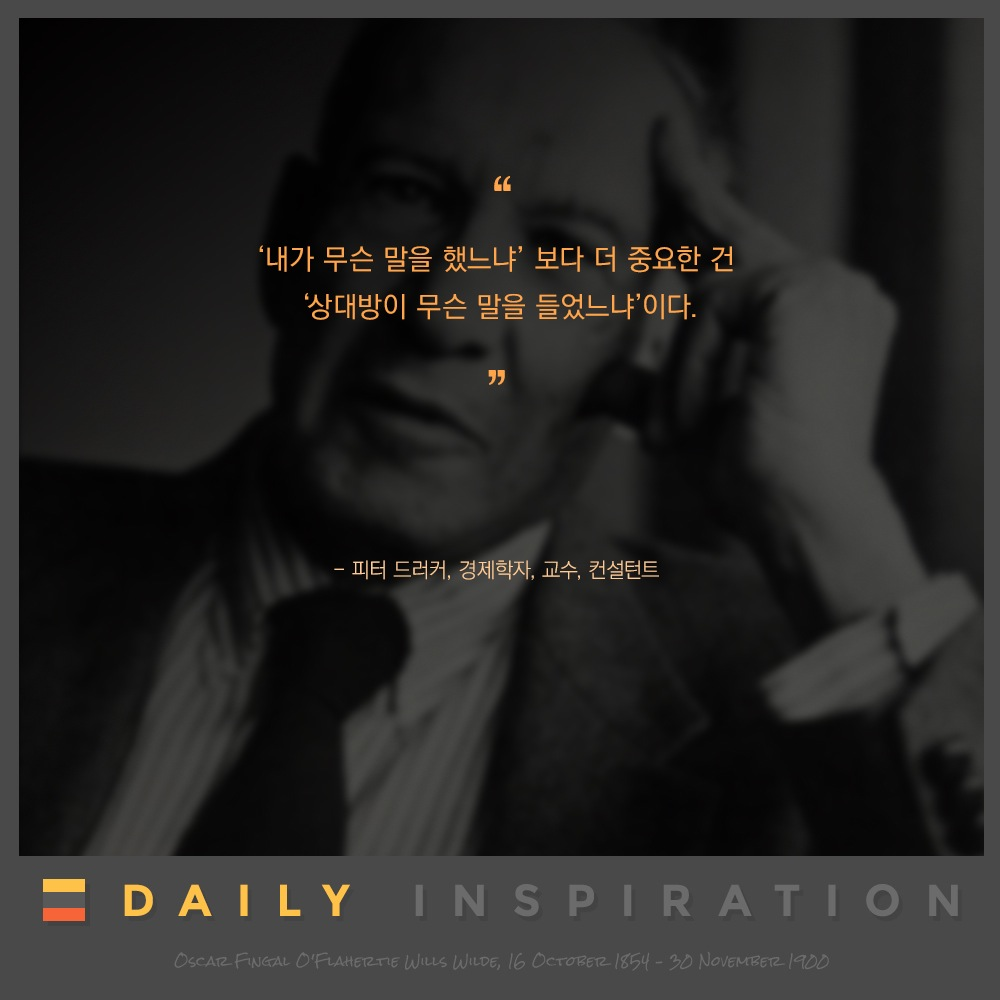 “
‘내가 무슨 말을 했느냐’ 보다 더 중요한 건
‘상대방이 무슨 말을 들었느냐’이다.
”
- 피터 드러커, 경제학자, 교수, 컨설턴트
DAILY INSPIRATION
Oscar Fingal O'Flahertie Wills Wilde, 16 October 1854 - 30 November 1900